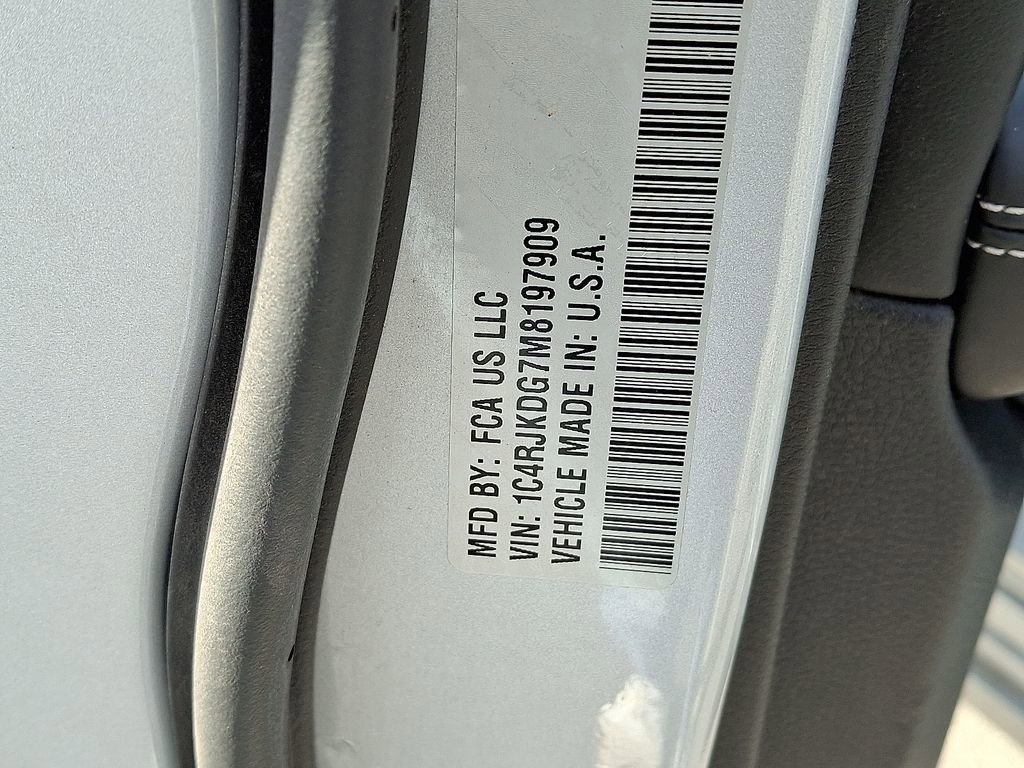 MFD BY: FCA US LLC
VIN: 1C4RJKDG7M8197909
VEHICLE MADE IN: U.S.A.